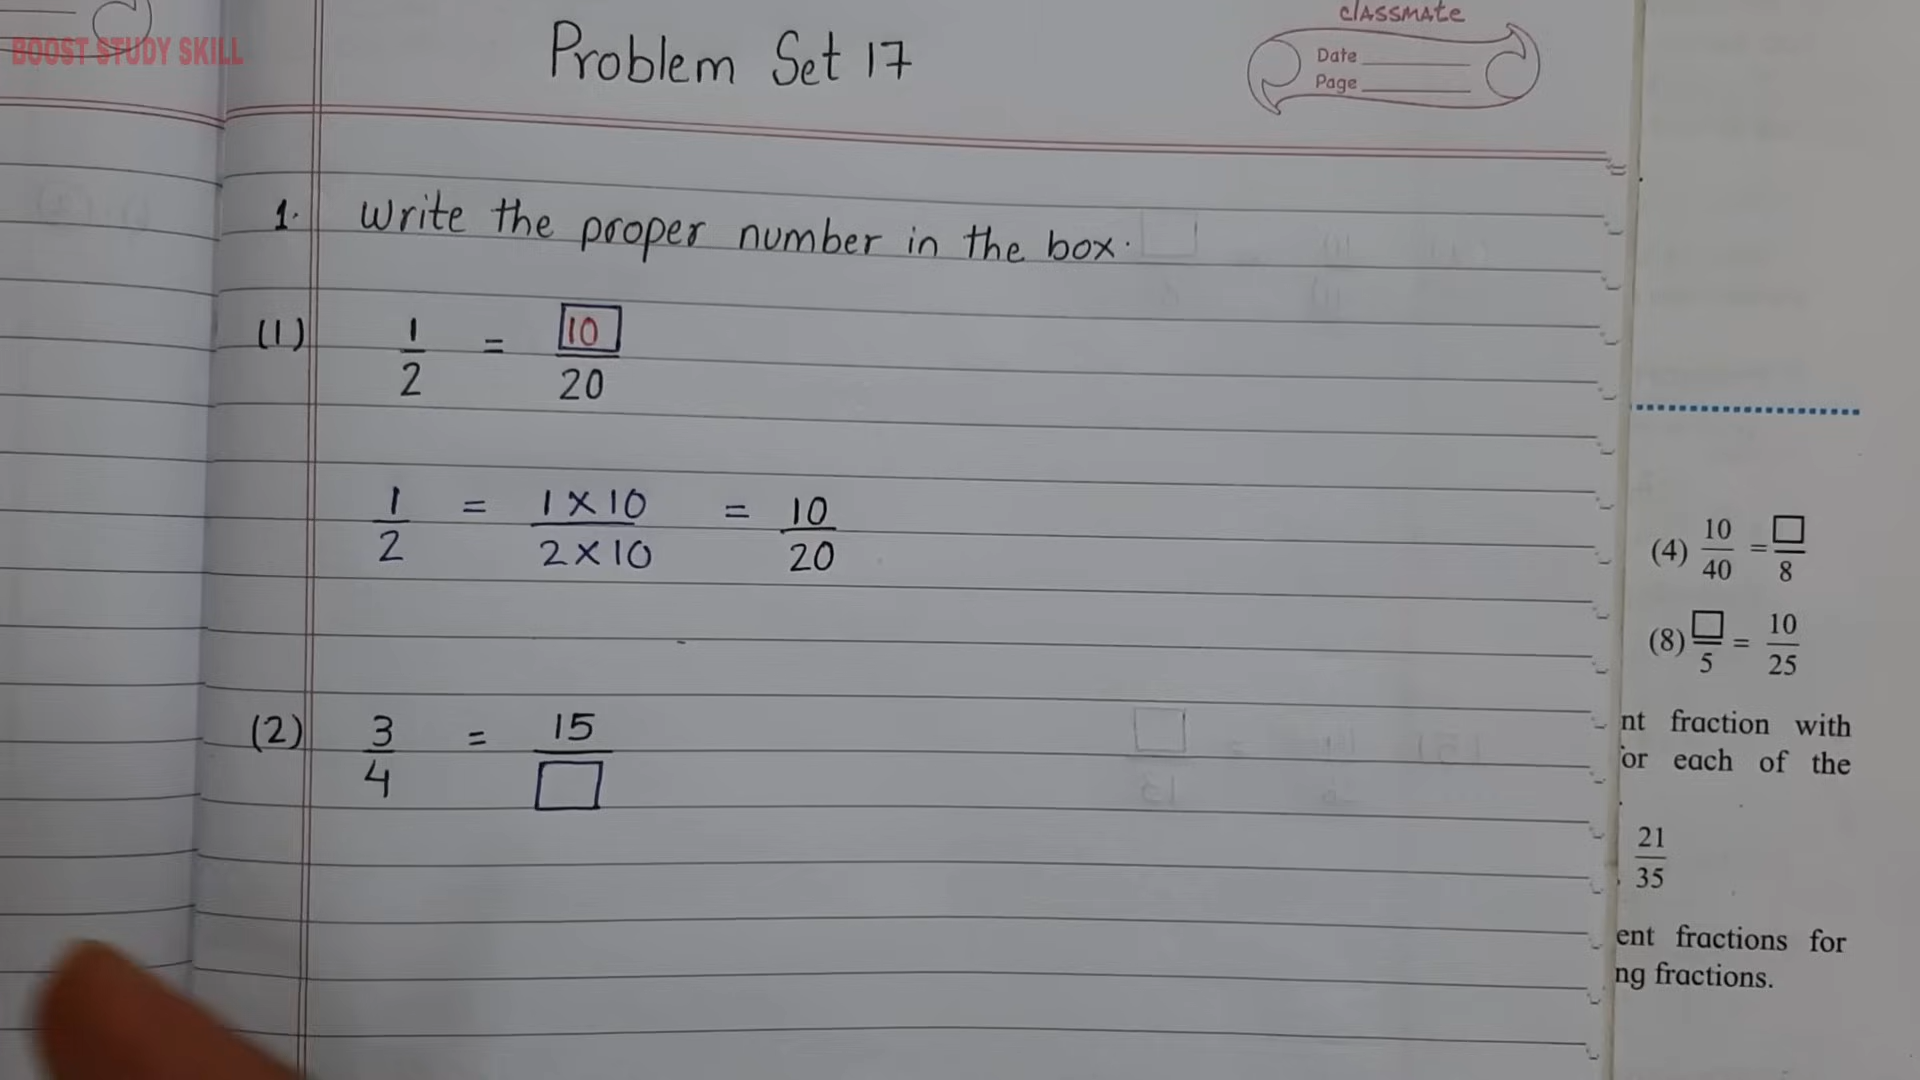 BOOST STUDY SKILL
classmate
Date
Page
Problem Set 17
1. Write the proper number in the box.
(1) 1/2 = 10/20
1/2 = 1 × 10 / 2 × 10 = 10/20
(2) 3/4 = 15/□
(4) 10/40 = □/8
(8) □/5 = 10/25
nt fraction with
or each of the
21/35
ent fractions for
ng fractions.